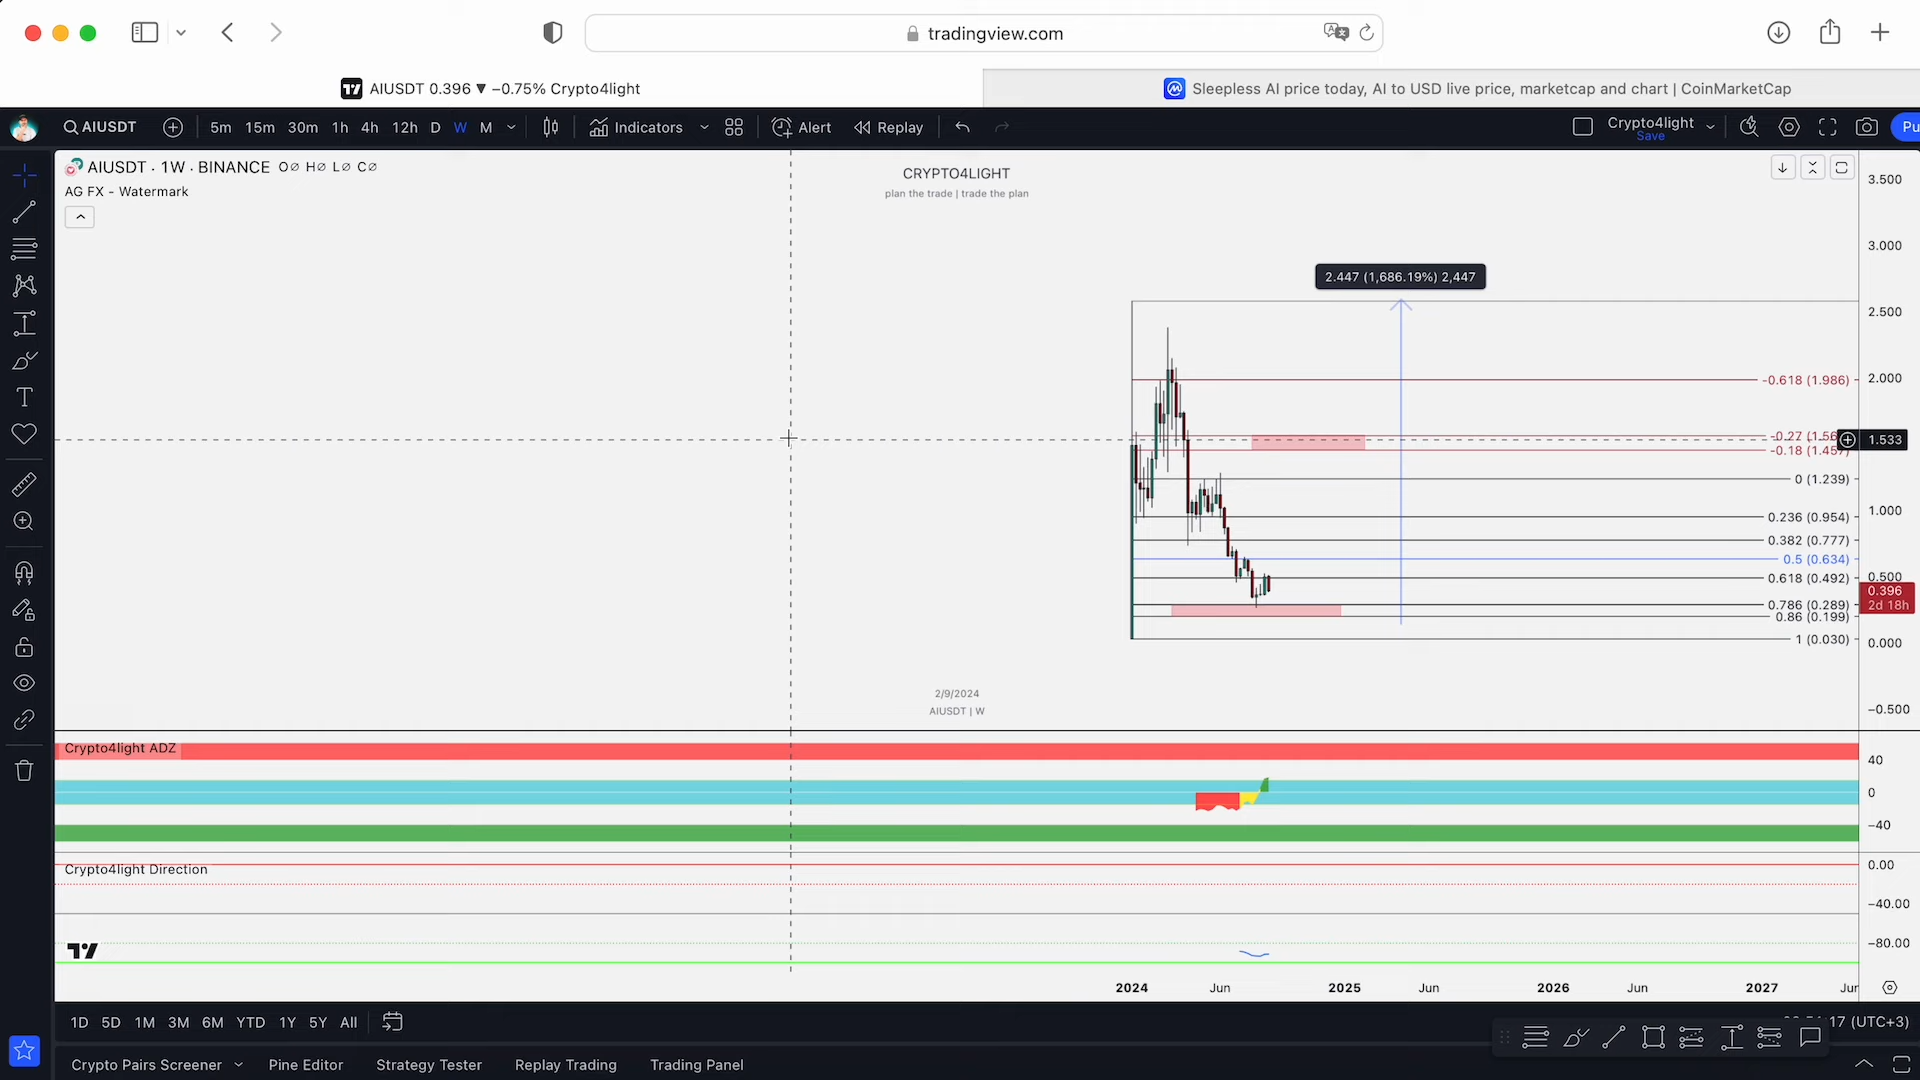 tradingview.com
AIUSDT 0.396 ▼ −0.75% Crypto4light
Sleepless AI price today, AI to USD live price, marketcap and chart | CoinMarketCap
AIUSDT 5m 15m 30m 1h 4h 12h D W M Indicators Alert Replay Crypto4light Save Pu
AIUSDT · 1W · BINANCE O∅ H∅ L∅ C∅
AG FX - Watermark
CRYPTO4LIGHT
plan the trade | trade the plan
3.500
3.000
2.447 (1,686.19%) 2,447
2.500
-0.618 (1.986)
2.000
-0.27 (1.56
1.533
-0.18 (1.457)
0 (1.239)
0.236 (0.954)
1.000
0.382 (0.777)
0.5 (0.634)
0.618 (0.492)
0.500
0.396
2d 18h
0.786 (0.289)
0.86 (0.199)
1 (0.030)
0.000
2/9/2024
AIUSDT | W
−0.500
Crypto4light ADZ
40
0
−40
Crypto4light Direction
0.00
−40.00
−80.00
2024 Jun 2025 Jun 2026 Jun 2027 Jun
1D 5D 1M 3M 6M YTD 1Y 5Y All
17 (UTC+3)
Crypto Pairs Screener Pine Editor Strategy Tester Replay Trading Trading Panel